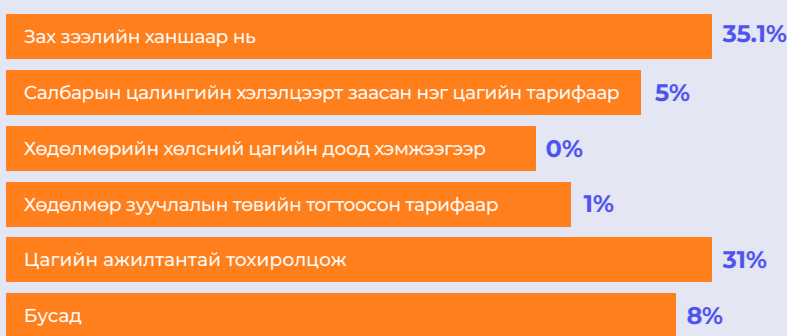 Зах зээлийн ханшаар нь 35.1%
Салбарын цалингийн хэлэлцээрт заасан нэг цагийн тарифаар 5%
Хөдөлмөрийн хөлсний цагийн доод хэмжээгээр 0%
Хөдөлмөр зуучлалын төвийн тогтоосон тарифаар 1%
Цагийн ажилтантай тохиролцож 31%
Бусад 8%